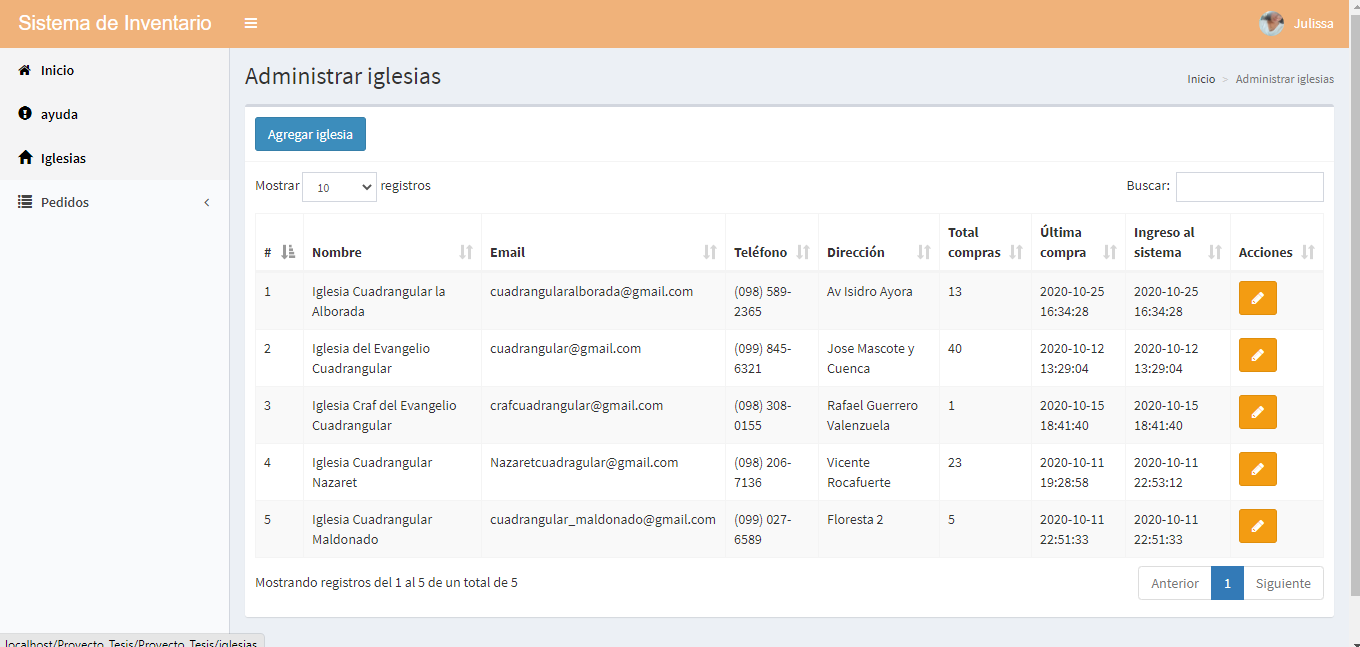 Sistema de Inventario
Julissa
Inicio
ayuda
Iglesias
Pedidos
Administrar iglesias
Inicio > Administrar iglesias
Agregar iglesia
Mostrar 10 registros
Buscar:
# Nombre Email Teléfono Dirección Total compras Última compra Ingreso al sistema Acciones
1 Iglesia Cuadrangular la Alborada cuadrangularalborada@gmail.com (098) 589-2365 Av Isidro Ayora 13 2020-10-25 16:34:28 2020-10-25 16:34:28
2 Iglesia del Evangelio Cuadrangular cuadrangular@gmail.com (099) 845-6321 Jose Mascote y Cuenca 40 2020-10-12 13:29:04 2020-10-12 13:29:04
3 Iglesia Craf del Evangelio Cuadrangular crafcuadrangular@gmail.com (098) 308-0155 Rafael Guerrero Valenzuela 1 2020-10-15 18:41:40 2020-10-15 18:41:40
4 Iglesia Cuadrangular Nazaret Nazaretcuadragular@gmail.com (098) 206-7136 Vicente Rocafuerte 23 2020-10-11 19:28:58 2020-10-11 22:53:12
5 Iglesia Cuadrangular Maldonado cuadrangular_maldonado@gmail.com (099) 027-6589 Floresta 2 5 2020-10-11 22:51:33 2020-10-11 22:51:33
Mostrando registros del 1 al 5 de un total de 5
Anterior 1 Siguiente
localhost/Proyecto_Tesis/Proyecto_Tesis/iglesias